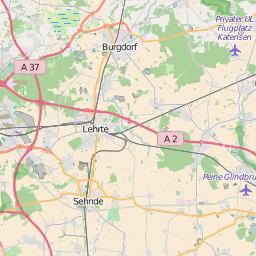 Privater UL
Flugplatz
Katensen
Burgdorf
A 37
Lehrte
A 2
Peine Glindbru
Sehnde